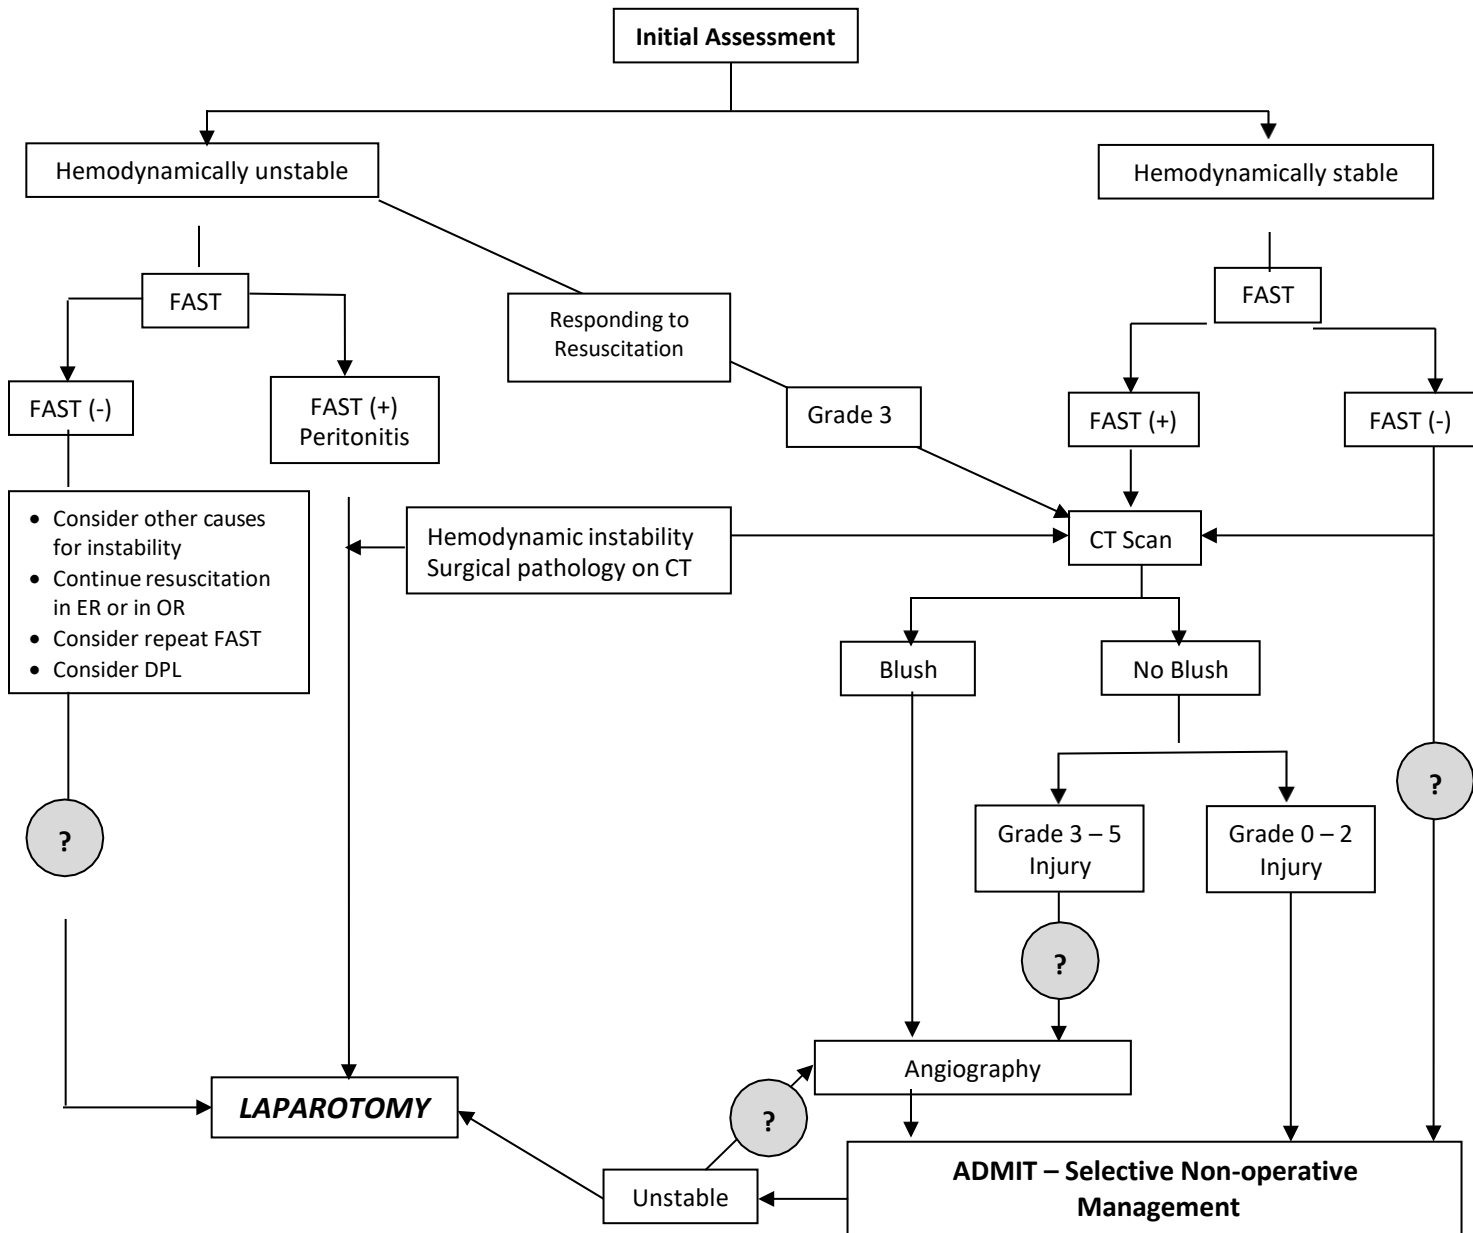 Initial Assessment
Hemodynamically unstable
Hemodynamically stable
FAST
FAST
Responding to
Resuscitation
FAST (-)
FAST (+)
Peritonitis
Grade 3
FAST (+)
FAST (-)
• Consider other causes
for instability
• Continue resuscitation
in ER or in OR
• Consider repeat FAST
• Consider DPL
Hemodynamic instability
Surgical pathology on CT
CT Scan
Blush
No Blush
?
?
Grade 3 – 5
Injury
Grade 0 – 2
Injury
?
Angiography
LAPAROTOMY
?
Unstable
ADMIT – Selective Non-operative
Management